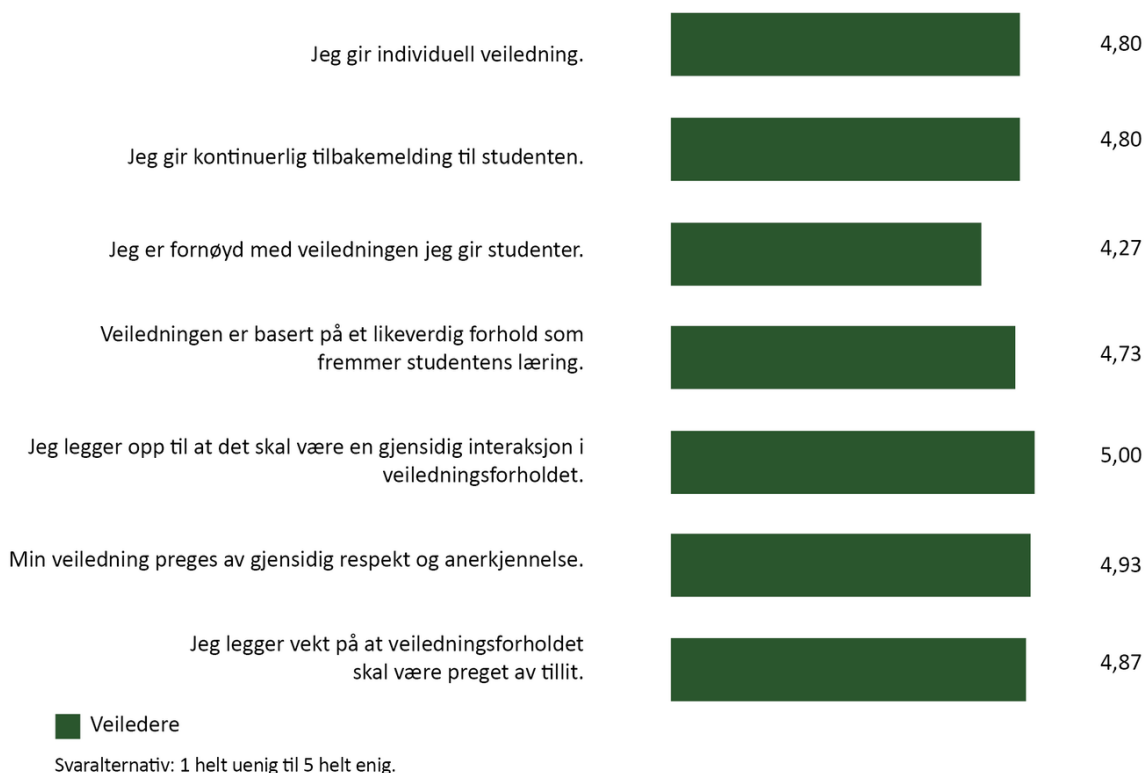 Jeg gir individuell veiledning.
4,80
Jeg gir kontinuerlig tilbakemelding til studenten.
4,80
Jeg er fornøyd med veiledningen jeg gir studenter.
4,27
Veiledningen er basert på et likeverdig forhold som
fremmer studentens læring.
4,73
Jeg legger opp til at det skal være en gjensidig interaksjon i
veiledningsforholdet.
5,00
Min veiledning preges av gjensidig respekt og anerkjennelse.
4,93
Jeg legger vekt på at veiledningsforholdet
skal være preget av tillit.
4,87
Veiledere
Svaralternativ: 1 helt uenig til 5 helt enig.